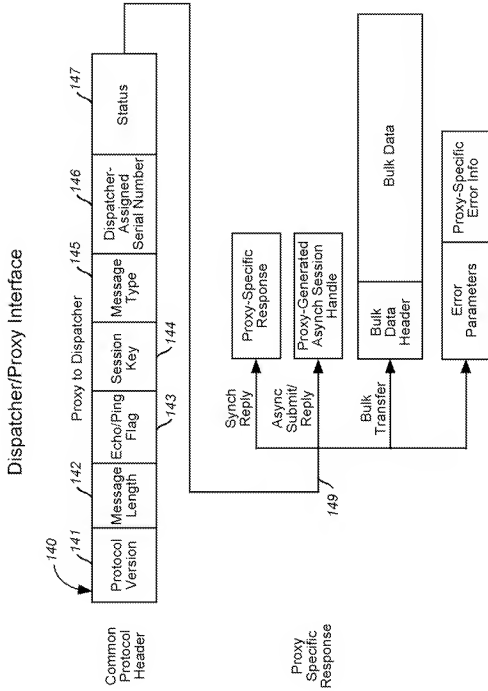 Dispatcher/Proxy Interface
Proxy to Dispatcher
140
141
142
143
144
145
146
147
Common
Protocol
Header
Protocol
Version
Message
Length
Echo/Ping
Flag
Session
Key
Message
Type
Dispatcher-
Assigned
Serial Number
Status
149
Proxy
Specific
Response
Synch
Reply
Proxy-Specific
Response
Async
Submit/
Reply
Proxy-Generated
Asynch Session
Handle
Bulk
Transfer
Bulk
Data
Header
Bulk Data
Error
Parameters
Proxy-Specific
Error Info